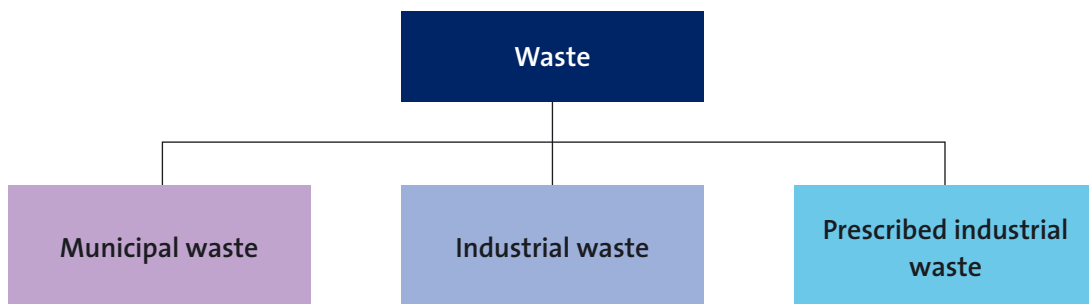 Waste
Municipal waste
Industrial waste
Prescribed industrial
waste